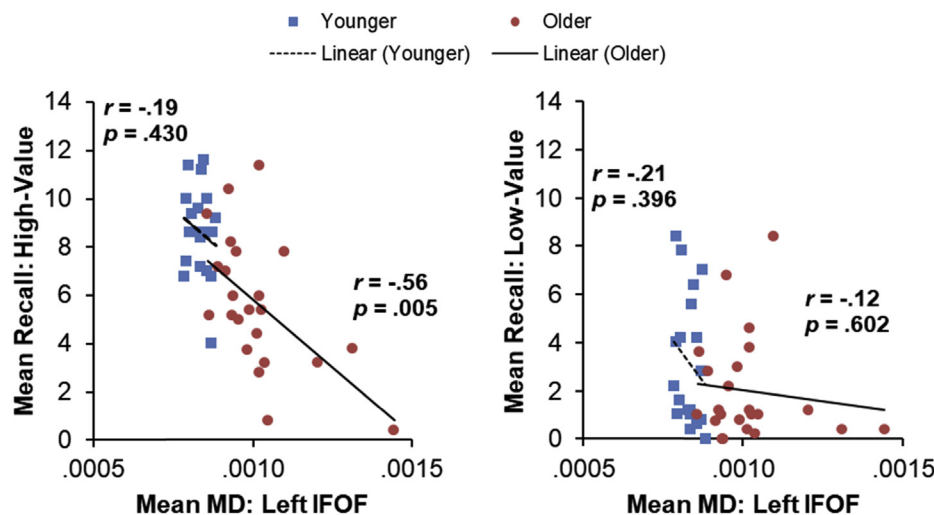 Younger
Older
Linear (Younger)
Linear (Older)
Mean Recall: High-Value
14
12
10
8
6
4
2
0
r = -.19
p = .430
r = -.56
p = .005
.0005
.0010
.0015
Mean MD: Left IFOF
Mean Recall: Low-Value
14
12
10
8
6
4
2
0
r = -.21
p = .396
r = -.12
p = .602
.0005
.0010
.0015
Mean MD: Left IFOF